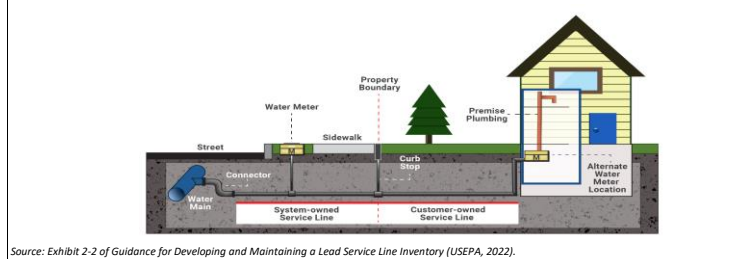 Property
Boundary
Water Meter
Premise
Plumbing
Street
Sidewalk
M
Curb
Stop
M
Connector
Alternate
Water
Meter
Location
Water
Main
System-owned
Service Line
Customer-owned
Service Line
Source: Exhibit 2-2 of Guidance for Developing and Maintaining a Lead Service Line Inventory (USEPA, 2022).